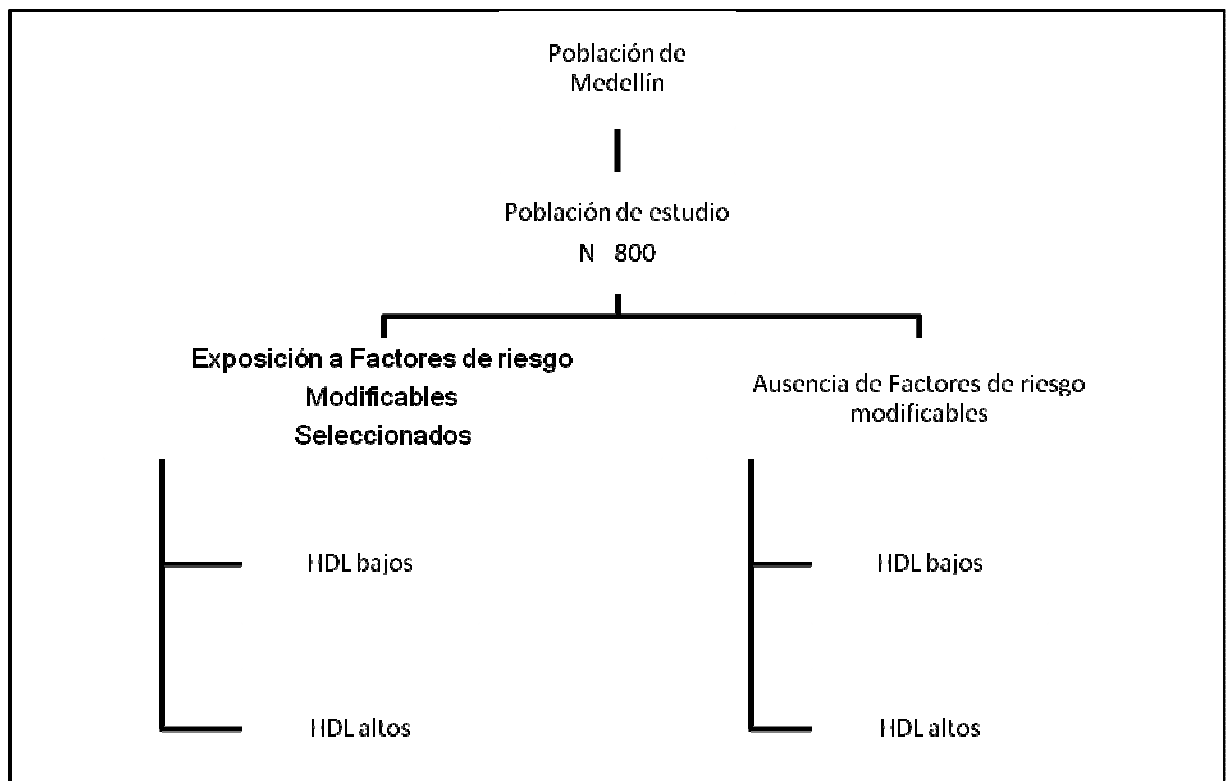 Población de
Medellín
Población de estudio
N 800
Exposición a Factores de riesgo
Modificables
Seleccionados
Ausencia de Factores de riesgo
modificables
HDL bajos
HDL bajos
HDL altos
HDL altos